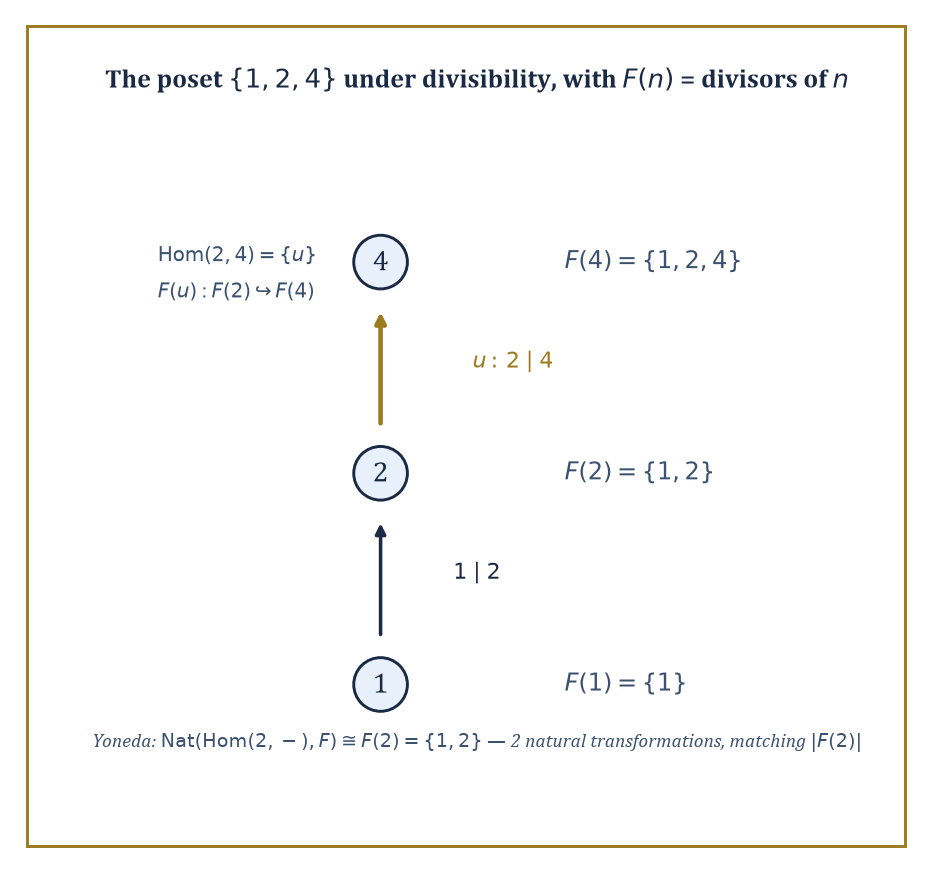 The poset {1, 2, 4} under divisibility, with F(n) = divisors of n
Hom(2, 4) = {u}
F(u) : F(2) ↪ F(4)
4
F(4) = {1, 2, 4}
u : 2 | 4
2
F(2) = {1, 2}
1 | 2
1
F(1) = {1}
Yoneda: Nat(Hom(2, −), F) ≅ F(2) = {1, 2} — 2 natural transformations, matching |F(2)|